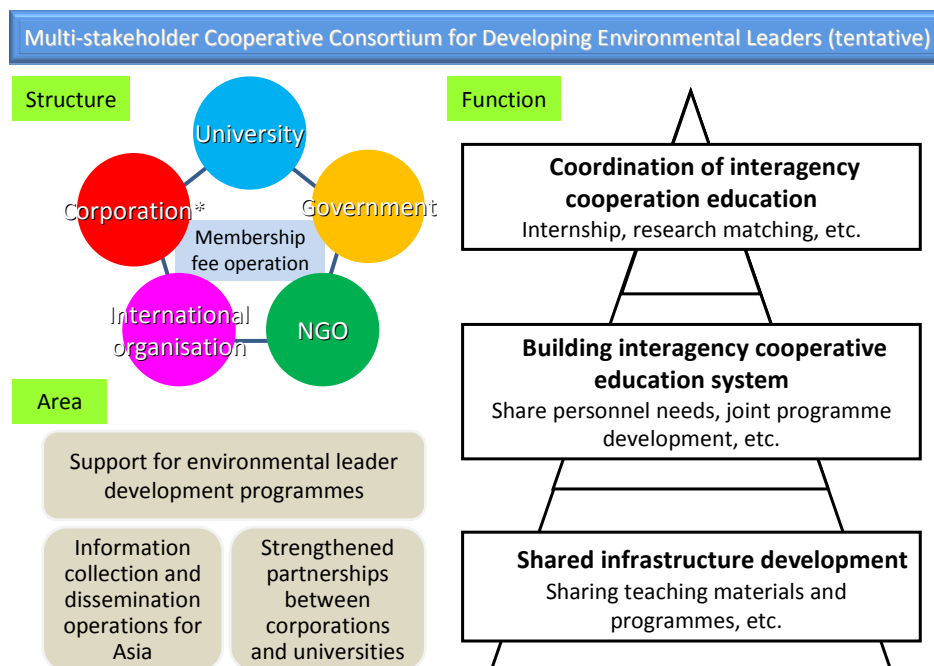 Multi-stakeholder Cooperative Consortium for Developing Environmental Leaders (tentative)
Structure
University
Corporation*
Government
Membership
fee operation
International
organisation
NGO
Area
Support for environmental leader
development programmes
Information
collection and
dissemination
operations for
Asia
Strengthened
partnerships
between
corporations
and universities
Function
Coordination of interagency
cooperation education
Internship, research matching, etc.
Building interagency cooperative
education system
Share personnel needs, joint programme
development, etc.
Shared infrastructure development
Sharing teaching materials and
programmes, etc.